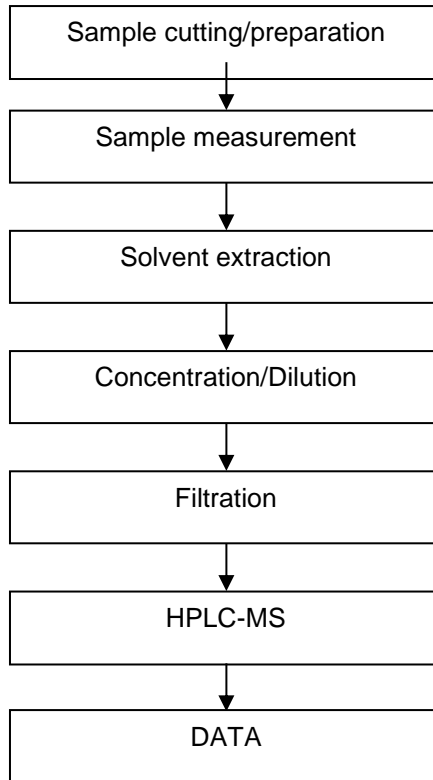 Sample cutting/preparation
Sample measurement
Solvent extraction
Concentration/Dilution
Filtration
HPLC-MS
DATA